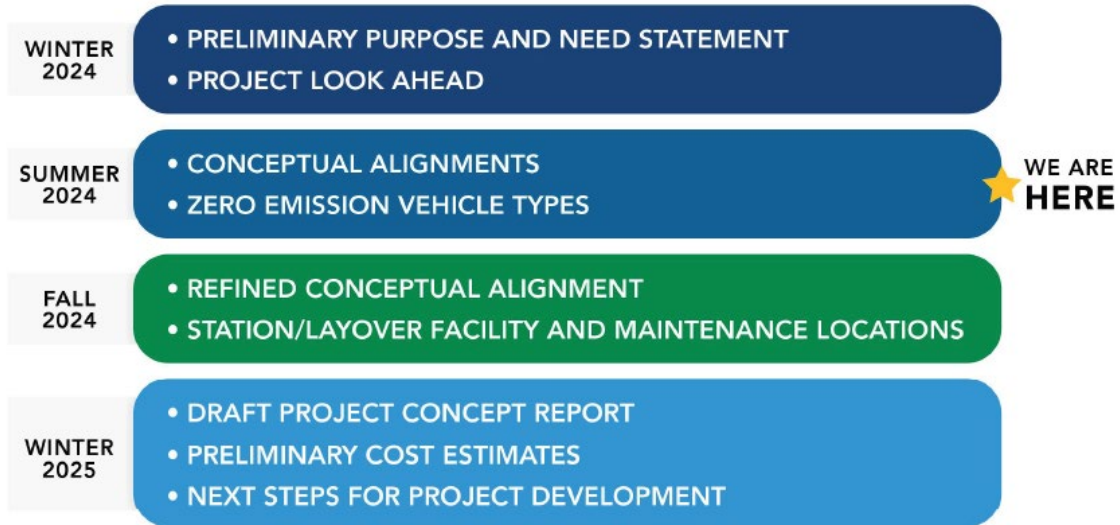 WINTER
2024
• PRELIMINARY PURPOSE AND NEED STATEMENT
• PROJECT LOOK AHEAD
SUMMER
2024
• CONCEPTUAL ALIGNMENTS
• ZERO EMISSION VEHICLE TYPES
WE ARE
HERE
FALL
2024
• REFINED CONCEPTUAL ALIGNMENT
• STATION/LAYOVER FACILITY AND MAINTENANCE LOCATIONS
WINTER
2025
• DRAFT PROJECT CONCEPT REPORT
• PRELIMINARY COST ESTIMATES
• NEXT STEPS FOR PROJECT DEVELOPMENT